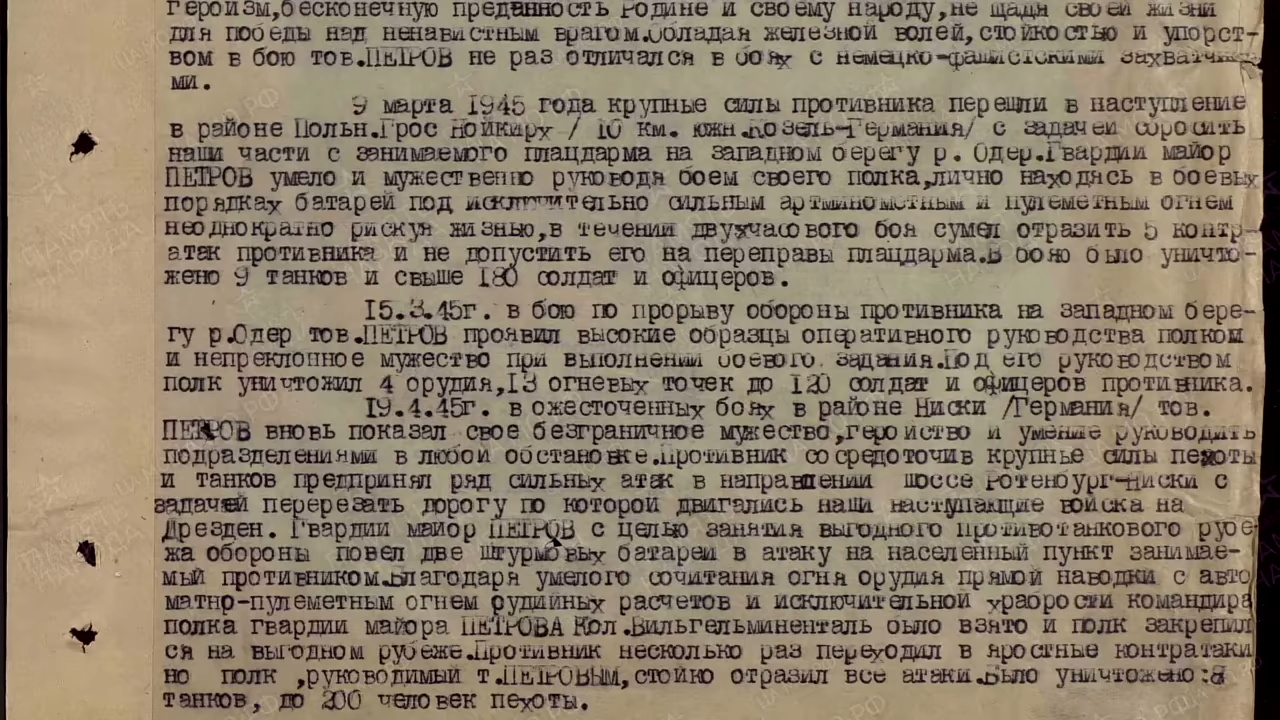 героизм,бесконечную преданность Родине и своему народу,не щадя своей жизни
для победы над ненавистным врагом.Обладая железной волей,стойкостью и упорст-
вом в бою тов.ПЕТРОВ не раз отличался в боях с немецко-фашистскими захватчика-
ми.
9 марта 1945 года крупные силы противника перешли в наступление
в районе Польн.Грос Нойкирх / 10 км. южн.Козель-Германия/ с задачей сбросить
наши части с занимаемого плацдарма на западном берегу р. Одер.Гвардии майор
ПЕТРОВ умело и мужественно руководя боем своего полка,лично находясь в боевых
порядках батарей под исключительно сильным артминометным и пулеметным огнем
неоднократно рискуя жизнью,в течении двухчасового боя сумел отразить 5 контр-
атак противника и не допустить его на переправы плацдарма.В бою было уничто-
жено 9 танков и свыше 180 солдат и офицеров.
15.3.45г. в бою по прорыву обороны противника на западном бере-
гу р.Одер тов.ПЕТРОВ проявил высокие образцы оперативного руководства полком
и непреклонное мужество при выполнении боевого задания.Под его руководством
полк уничтожил 4 орудия,13 огневых точек до 120 солдат и офицеров противника.
19.4.45г. в ожесточенных боях в районе Ниски /Германия/ тов.
ПЕТРОВ вновь показал свое безграничное мужество,геройство и умение руководить
подразделениями в любой обстановке.Противник сосредоточив крупные силы пехоты
и танков предпринял ряд сильных атак в направлении шоссе Ротенбург-Ниски с
задачей перерезать дорогу по которой двигались наши наступающие войска на
Дрезден. Гвардии майор ПЕТРОВ с целью занятия выгодного противотанкового рубе
жа обороны повел две штурмовых батареи в атаку на населенный пункт занимае-
мый противником.Благодаря умелого сочитания огня орудия прямой наводки с авто
матно-пулеметным огнем рудийных расчетов и исключительной храбрости командира
полка гвардии майора ПЕТРОВА Кол.Вильгельминенталь было взято и полк закрепил
ся на выгодном рубеже.Противник несколько раз переходил в яростные контратаки
но полк ,руководимый т.ПЕТРОВЫМ,стойко отразил все атаки.Было уничтожено:8
танков, до 200 человек пехоты.